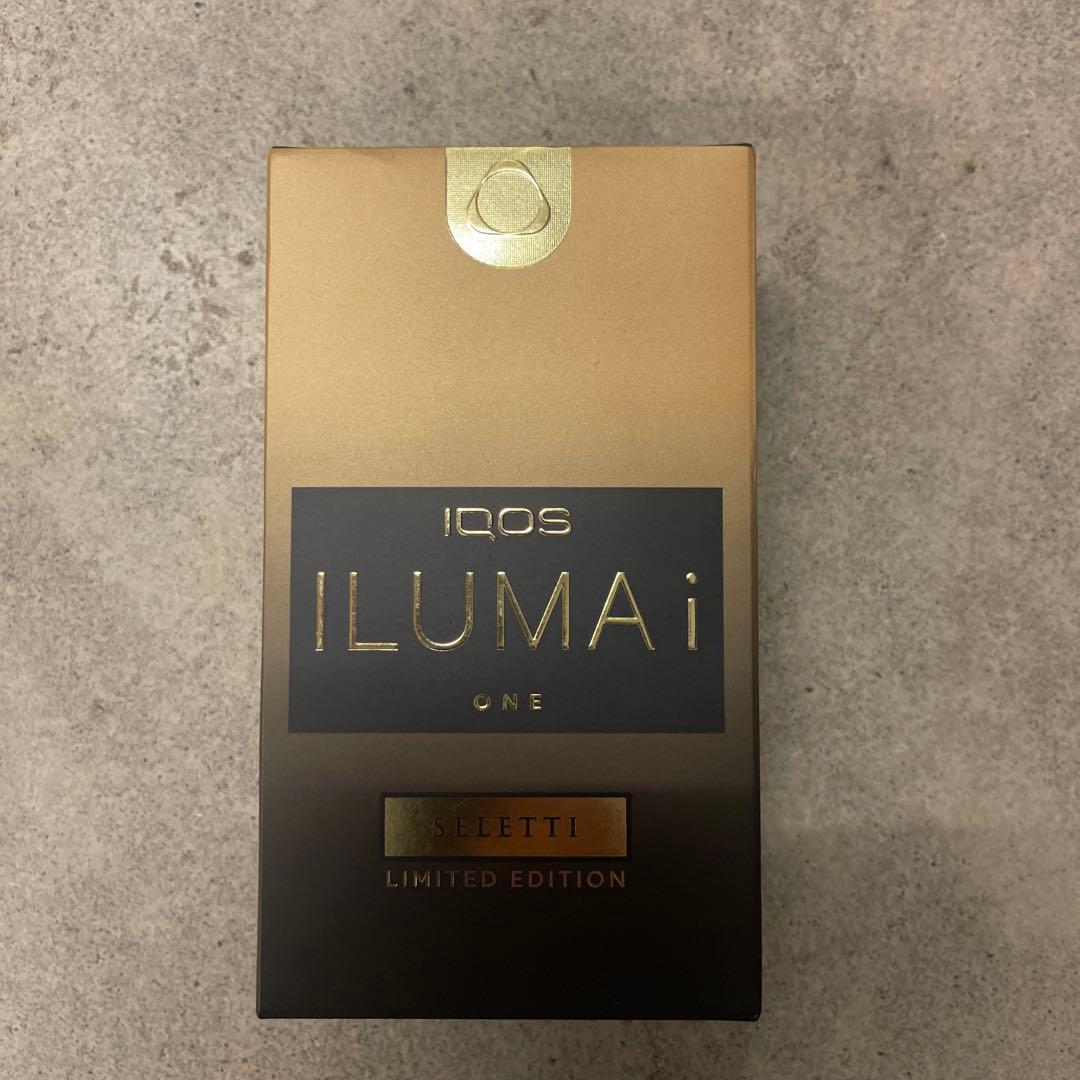 IQOS
ILUMA i
ONE
SELETTI
LIMITED EDITION